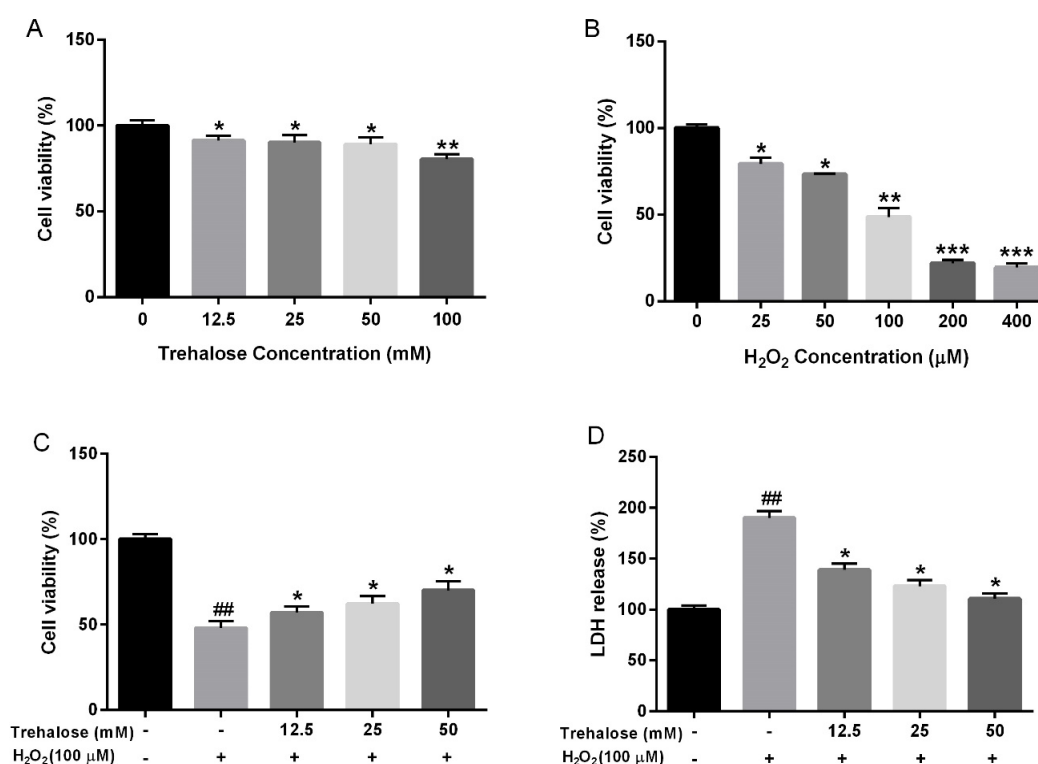 A
150
100
50
0
Cell viability (%)
*
*
*
**
0 12.5 25 50 100
Trehalose Concentration (mM)
B
150
100
50
0
Cell viability (%)
*
*
**
***
***
0 25 50 100 200 400
H₂O₂ Concentration (μM)
C
150
100
50
0
Cell viability (%)
##
*
*
*
Trehalose (mM) - - 12.5 25 50
H₂O₂(100 μM) - + + + +
D
250
200
150
100
50
0
LDH release (%)
##
*
*
*
Trehalose (mM) - - 12.5 25 50
H₂O₂(100 μM) - + + + +